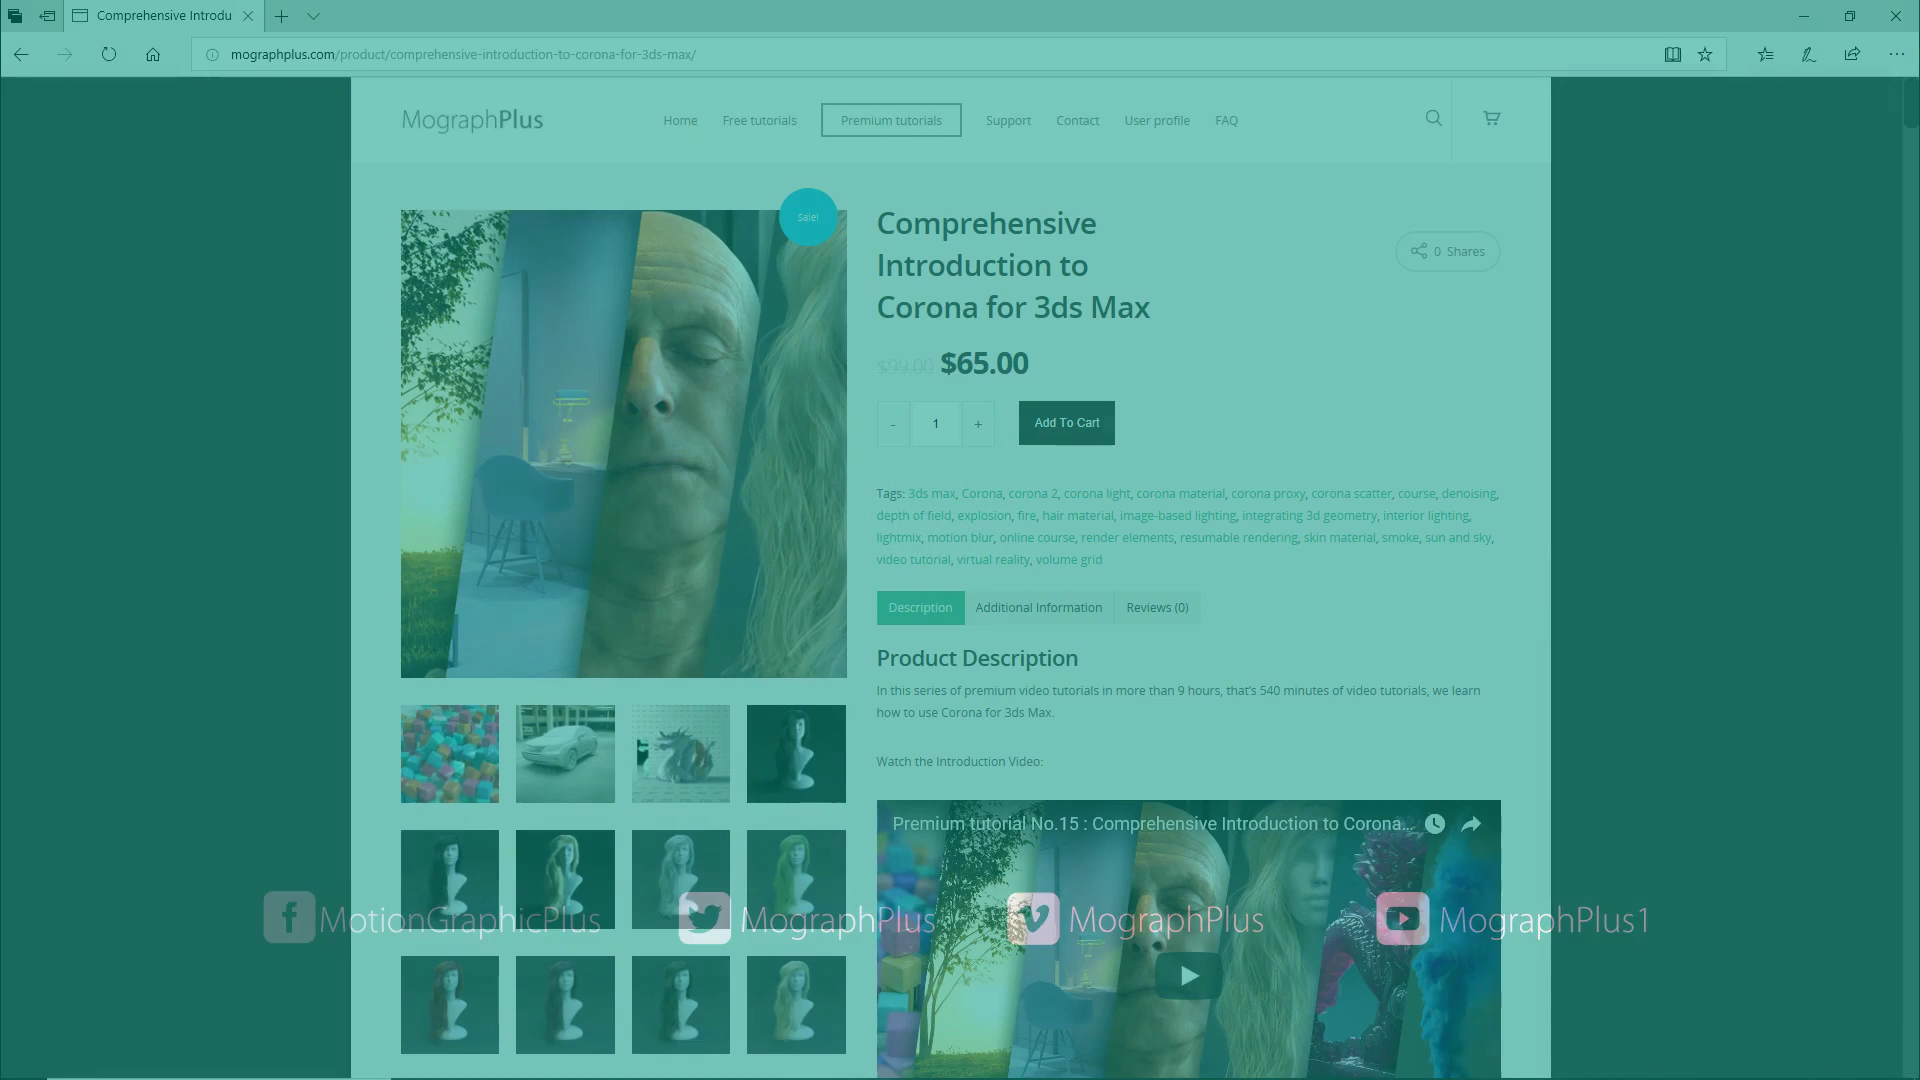 Comprehensive Introdu
mographplus.com/product/comprehensive-introduction-to-corona-for-3ds-max/
MographPlus
Home Free tutorials Premium tutorials Support Contact User profile FAQ
Sale!
Comprehensive
Introduction to
Corona for 3ds Max
0 Shares
$99.00 $65.00
- 1 +
Add To Cart
Tags: 3ds max, Corona, corona 2, corona light, corona material, corona proxy, corona scatter, course, denoising,
depth of field, explosion, fire, hair material, image-based lighting, integrating 3d geometry, interior lighting,
lightmix, motion blur, online course, render elements, resumable rendering, skin material, smoke, sun and sky,
video tutorial, virtual reality, volume grid
Description Additional Information Reviews (0)
Product Description
In this series of premium video tutorials in more than 9 hours, that's 540 minutes of video tutorials, we learn
how to use Corona for 3ds Max.
Watch the Introduction Video:
Premium tutorial No.15 : Comprehensive Introduction to Corona...
MotionGraphicPlus MographPlus MographPlus MographPlus1